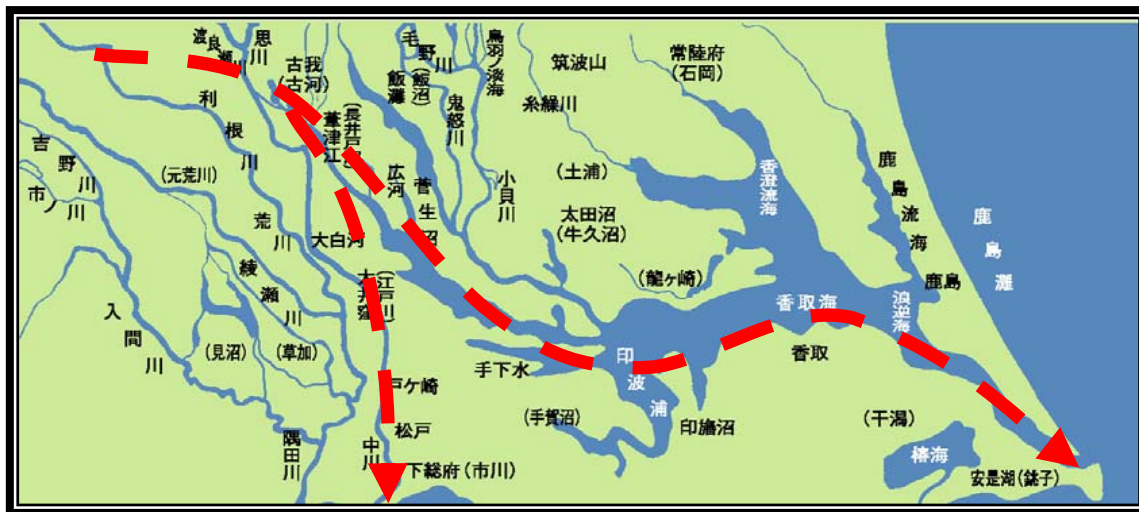 渡良瀬川
思川
古我
(古河)
毛野川
飯灘
(飯沼)
鬼怒川
鳥羽ノ淡海
筑波山
糸繰川
常陸府
(石岡)
利根川
(元荒川)
荒川
吉野川
市ノ川
葦津江
(長井戸沼)
広河
菅生沼
小貝川
(土浦)
太田沼
(牛久沼)
香澄流海
鹿島流海
鹿島
鹿島灘
大白河
綾瀬川
入間川
(見沼)
(草加)
大井窪
(江戸川)
(龍ヶ崎)
香取海
浪逆海
香取
手下水
印波浦
(手賀沼)
印旛沼
戸ケ崎
松戸
中川
隅田川
下総府(市川)
(干潟)
椿海
安是湖(銚子)